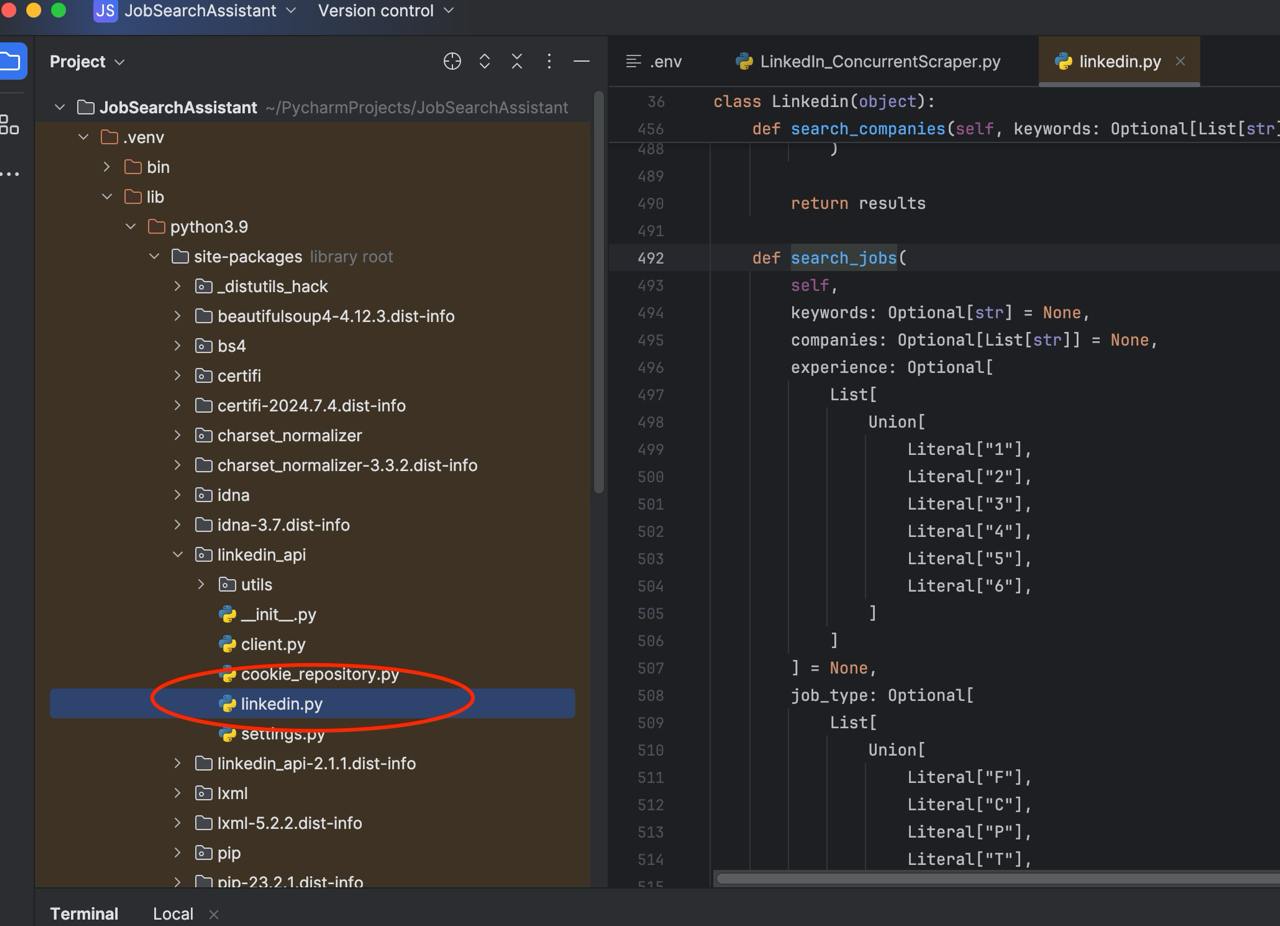 JS JobSearchAssistant Version control
Project
JobSearchAssistant ~/PycharmProjects/JobSearchAssistant
.venv
bin
lib
python3.9
site-packages library root
_distutils_hack
beautifulsoup4-4.12.3.dist-info
bs4
certifi
certifi-2024.7.4.dist-info
charset_normalizer
charset_normalizer-3.3.2.dist-info
idna
idna-3.7.dist-info
linkedin_api
utils
__init__.py
client.py
cookie_repository.py
linkedin.py
settings.py
linkedin_api-2.1.1.dist-info
lxml
lxml-5.2.2.dist-info
pip
pip-23.2.1.dist-info
.env LinkedIn_ConcurrentScraper.py linkedin.py
36 class Linkedin(object):
456 def search_companies(self, keywords: Optional[List[str]
488 )
489
490 return results
491
492 def search_jobs(
493 self,
494 keywords: Optional[str] = None,
495 companies: Optional[List[str]] = None,
496 experience: Optional[
497 List[
498 Union[
499 Literal["1"],
500 Literal["2"],
501 Literal["3"],
502 Literal["4"],
503 Literal["5"],
504 Literal["6"],
505 ]
506 ]
507 ] = None,
508 job_type: Optional[
509 List[
510 Union[
511 Literal["F"],
512 Literal["C"],
513 Literal["P"],
514 Literal["T"],
515
Terminal Local